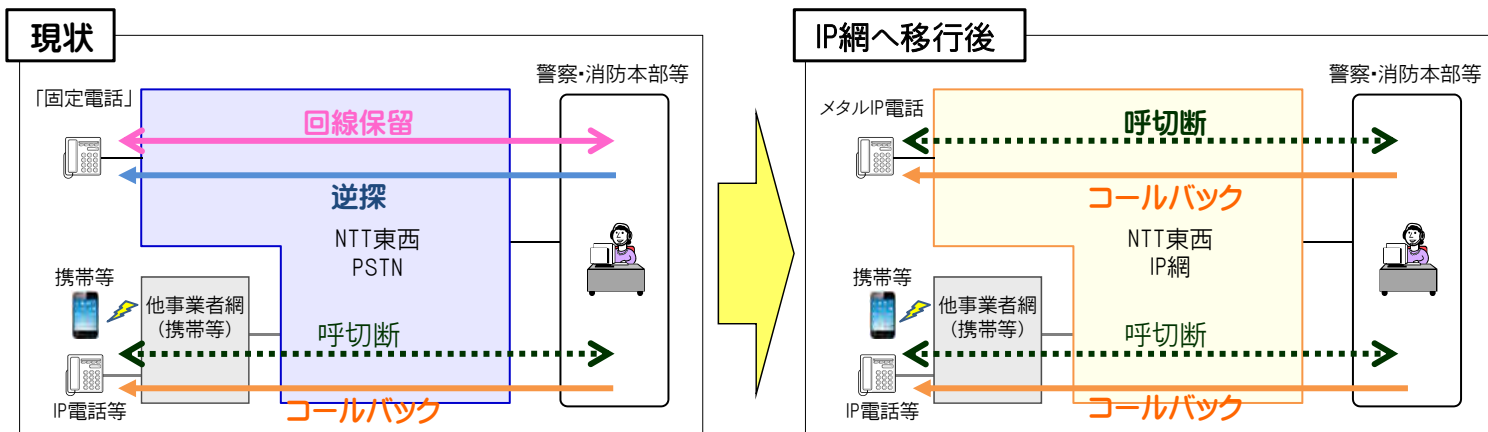 現状
警察・消防本部等
「固定電話」
回線保留
逆探
NTT東西
PSTN
携帯等
他事業者網
(携帯等)
呼切断
IP電話等
コールバック
IP網へ移行後
警察・消防本部等
メタルIP電話
呼切断
コールバック
NTT東西
IP網
携帯等
他事業者網
(携帯等)
呼切断
IP電話等
コールバック